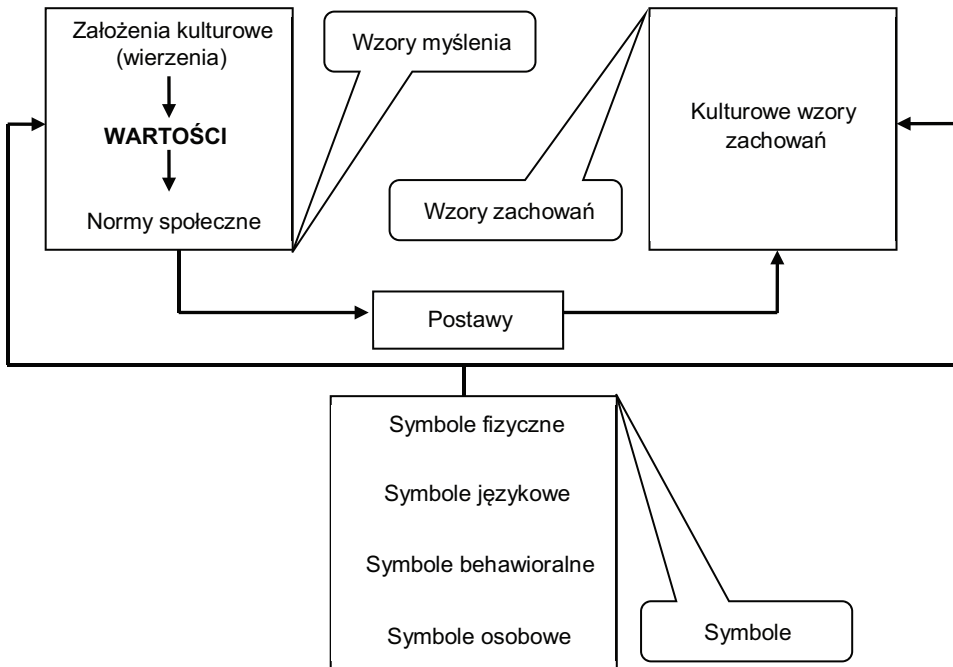 Założenia kulturowe
(wierzenia)
WARTOŚCI
Normy społeczne
Wzory myślenia
Wzory zachowań
Kulturowe wzory
zachowań
Postawy
Symbole fizyczne
Symbole językowe
Symbole behawioralne
Symbole osobowe
Symbole